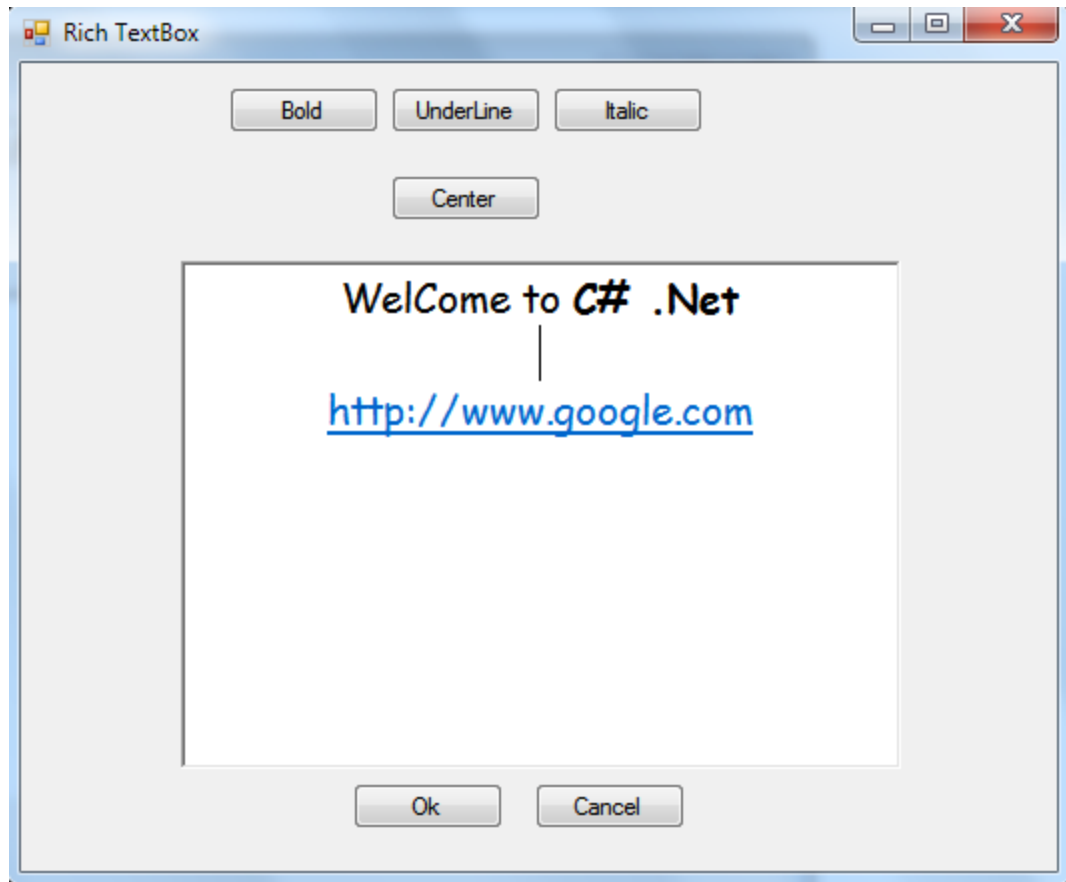 Rich TextBox
Bold UnderLine Italic
Center
WelCome to C# .Net
http://www.google.com
Ok Cancel